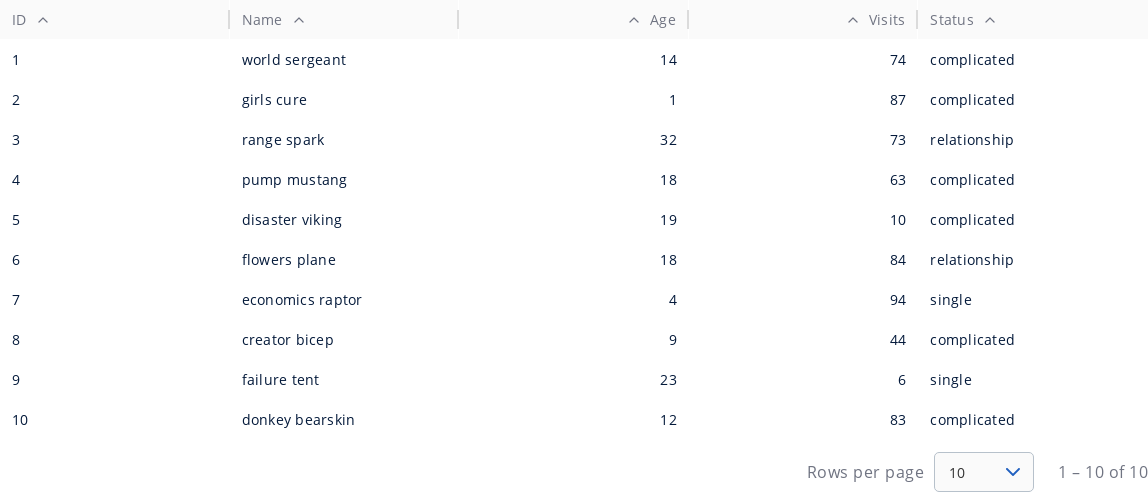 ID Name Age Visits Status
1 world sergeant 14 74 complicated
2 girls cure 1 87 complicated
3 range spark 32 73 relationship
4 pump mustang 18 63 complicated
5 disaster viking 19 10 complicated
6 flowers plane 18 84 relationship
7 economics raptor 4 94 single
8 creator bicep 9 44 complicated
9 failure tent 23 6 single
10 donkey bearskin 12 83 complicated
Rows per page 10 1 – 10 of 10